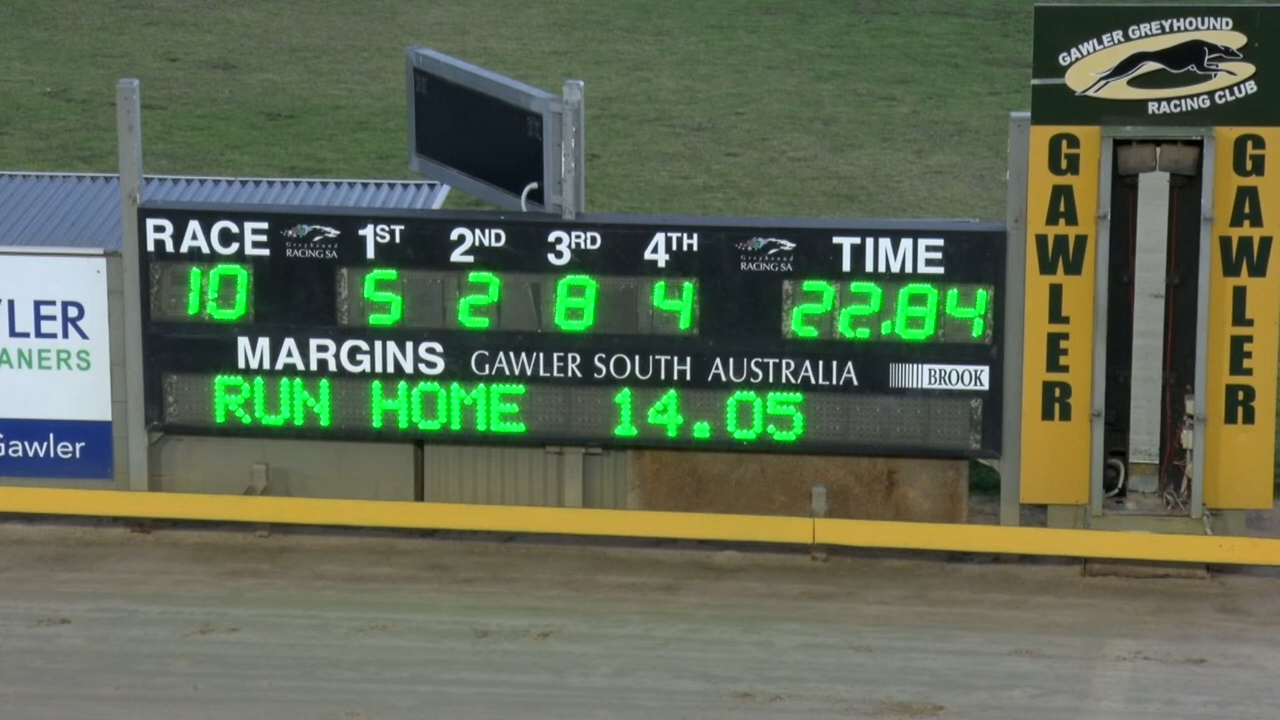 GAWLER GREYHOUND
RACING CLUB
RACE 1ST 2ND 3RD 4TH TIME
Greyhound RACING SA
Greyhound RACING SA
10 5 2 8 4 22.84
MARGINS GAWLER SOUTH AUSTRALIA BROOK
RUN HOME 14.05
GAWLER
GAWLER
LER
ANERS
Gawler